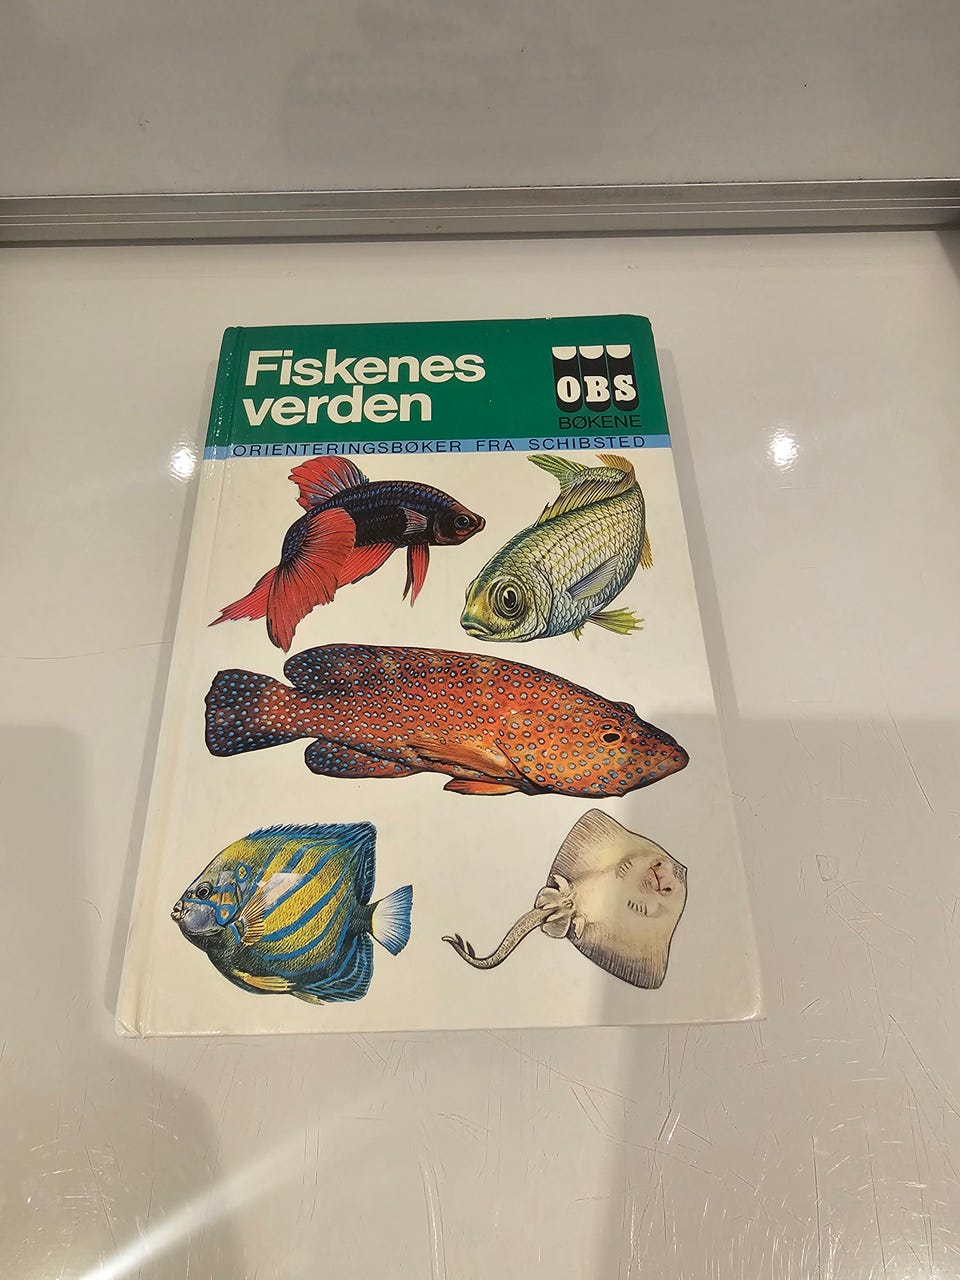 Fiskenes
verden
OBS
BØKENE
ORIENTERINGSBØKER FRA SCHIBSTED